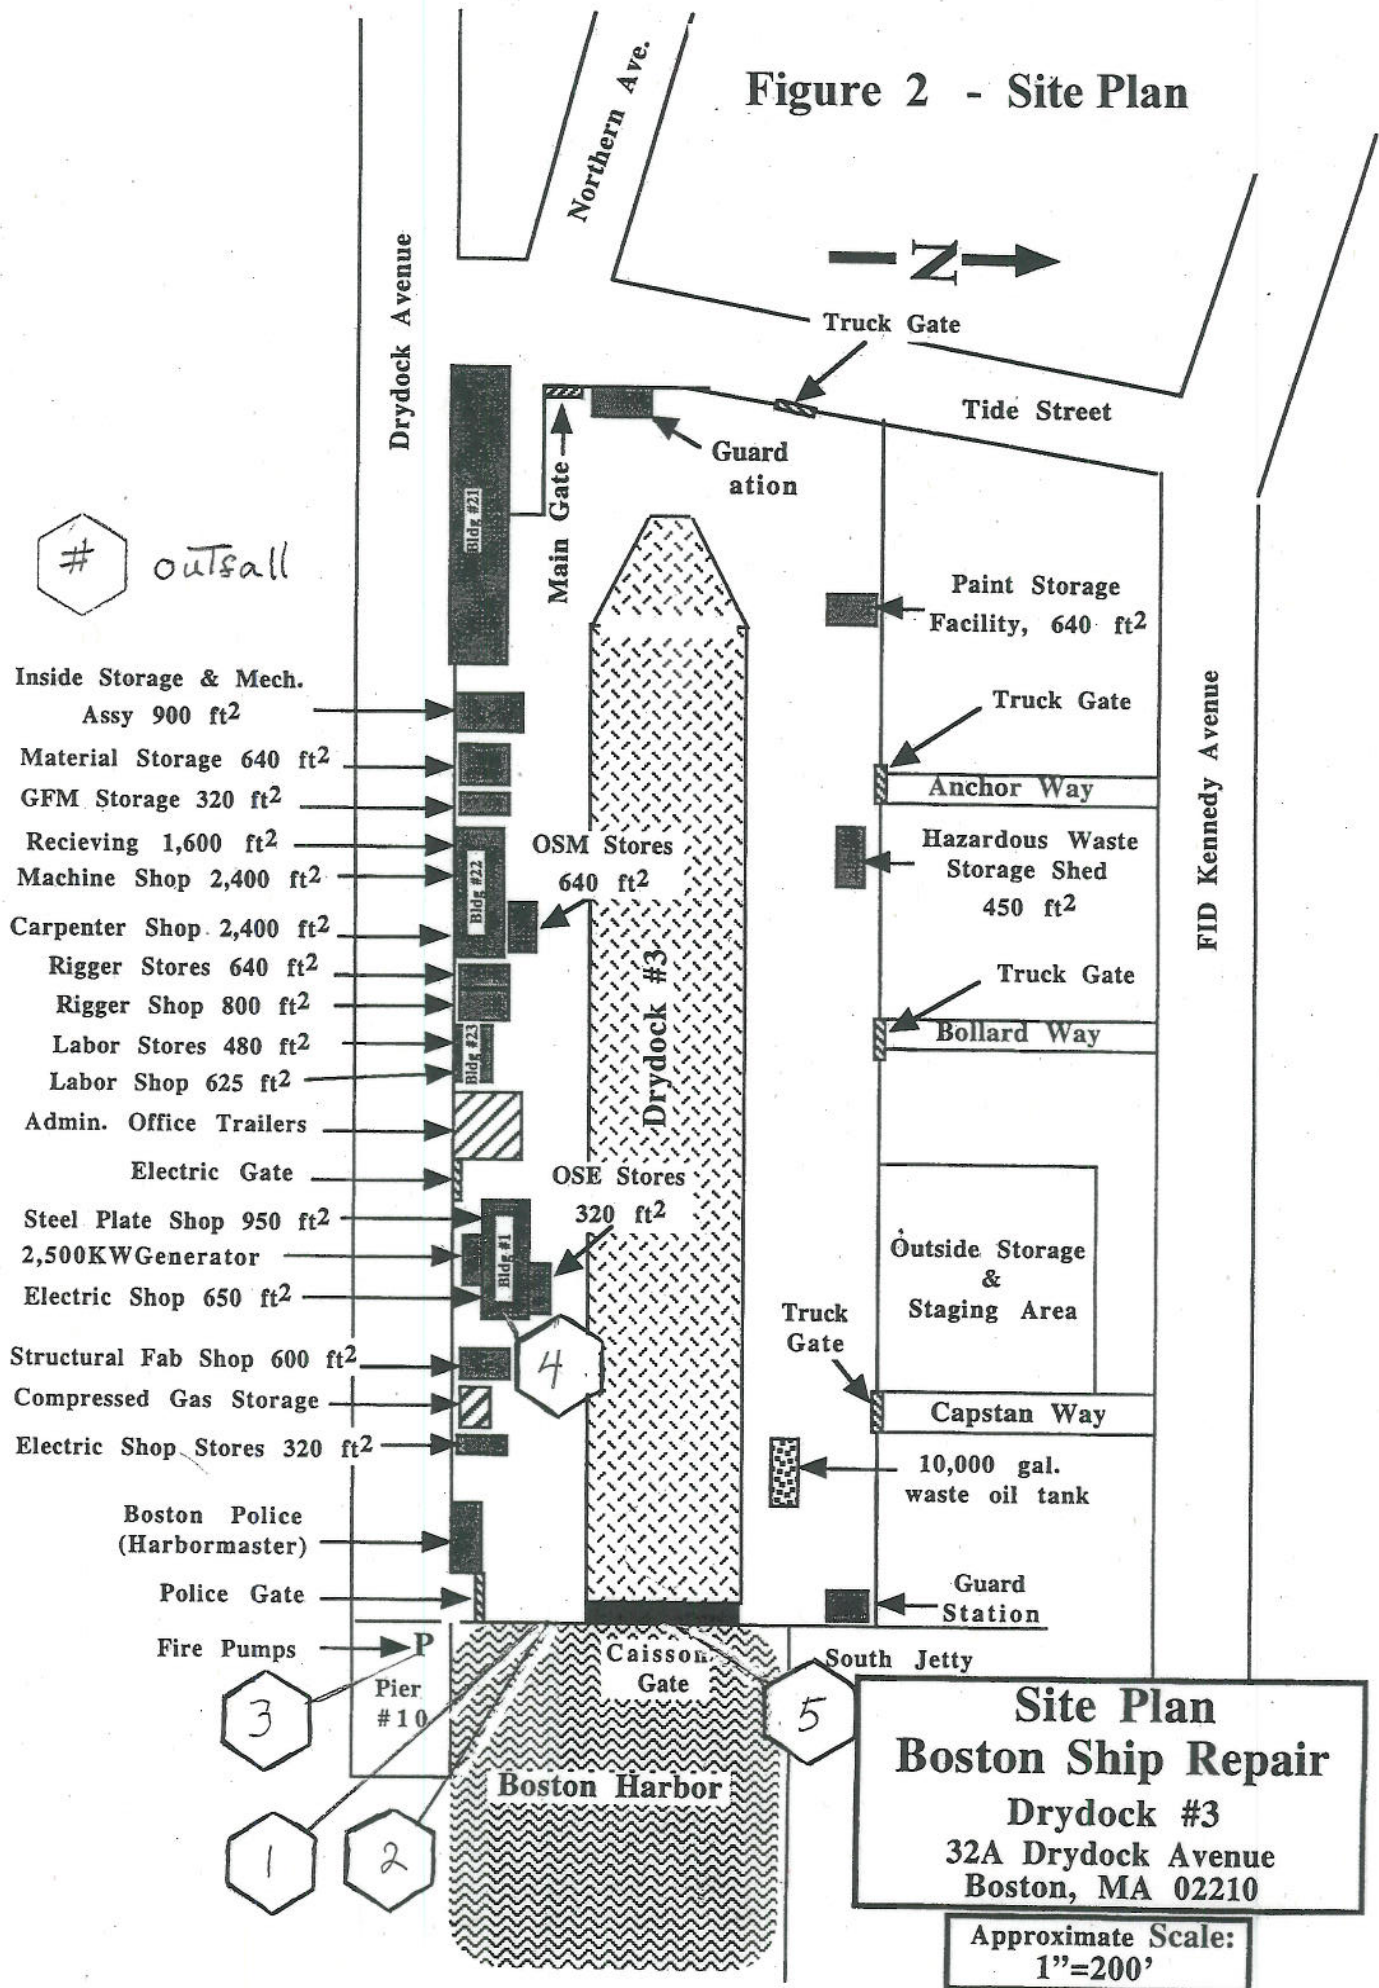 Figure 2 - Site Plan
Northern Ave.
Drydock Avenue
N
Truck Gate
Tide Street
Guard
ation
Main Gate
Bldg #21
# outfall
Paint Storage
Facility, 640 ft2
Inside Storage & Mech.
Assy 900 ft2
Truck Gate
Material Storage 640 ft2
GFM Storage 320 ft2
Anchor Way
FID Kennedy Avenue
Recieving 1,600 ft2
Machine Shop 2,400 ft2
Carpenter Shop 2,400 ft2
Bldg #22
OSM Stores
640 ft2
Hazardous Waste
Storage Shed
450 ft2
Rigger Stores 640 ft2
Rigger Shop 800 ft2
Drydock #3
Truck Gate
Bollard Way
Labor Stores 480 ft2
Labor Shop 625 ft2
Bldg #23
Admin. Office Trailers
Electric Gate
OSE Stores
320 ft2
Steel Plate Shop 950 ft2
2,500KWGenerator
Electric Shop 650 ft2
Bldg #1
Outside Storage
&
Staging Area
Truck
Gate
4
Structural Fab Shop 600 ft2
Compressed Gas Storage
Electric Shop Stores 320 ft2
Capstan Way
10,000 gal.
waste oil tank
Boston Police
(Harbormaster)
Police Gate
Guard
Station
Fire Pumps
P
Caisson
Gate
South Jetty
3
Pier
#10
5
Boston Harbor
1
2
Site Plan
Boston Ship Repair
Drydock #3
32A Drydock Avenue
Boston, MA 02210
Approximate Scale:
1"=200'